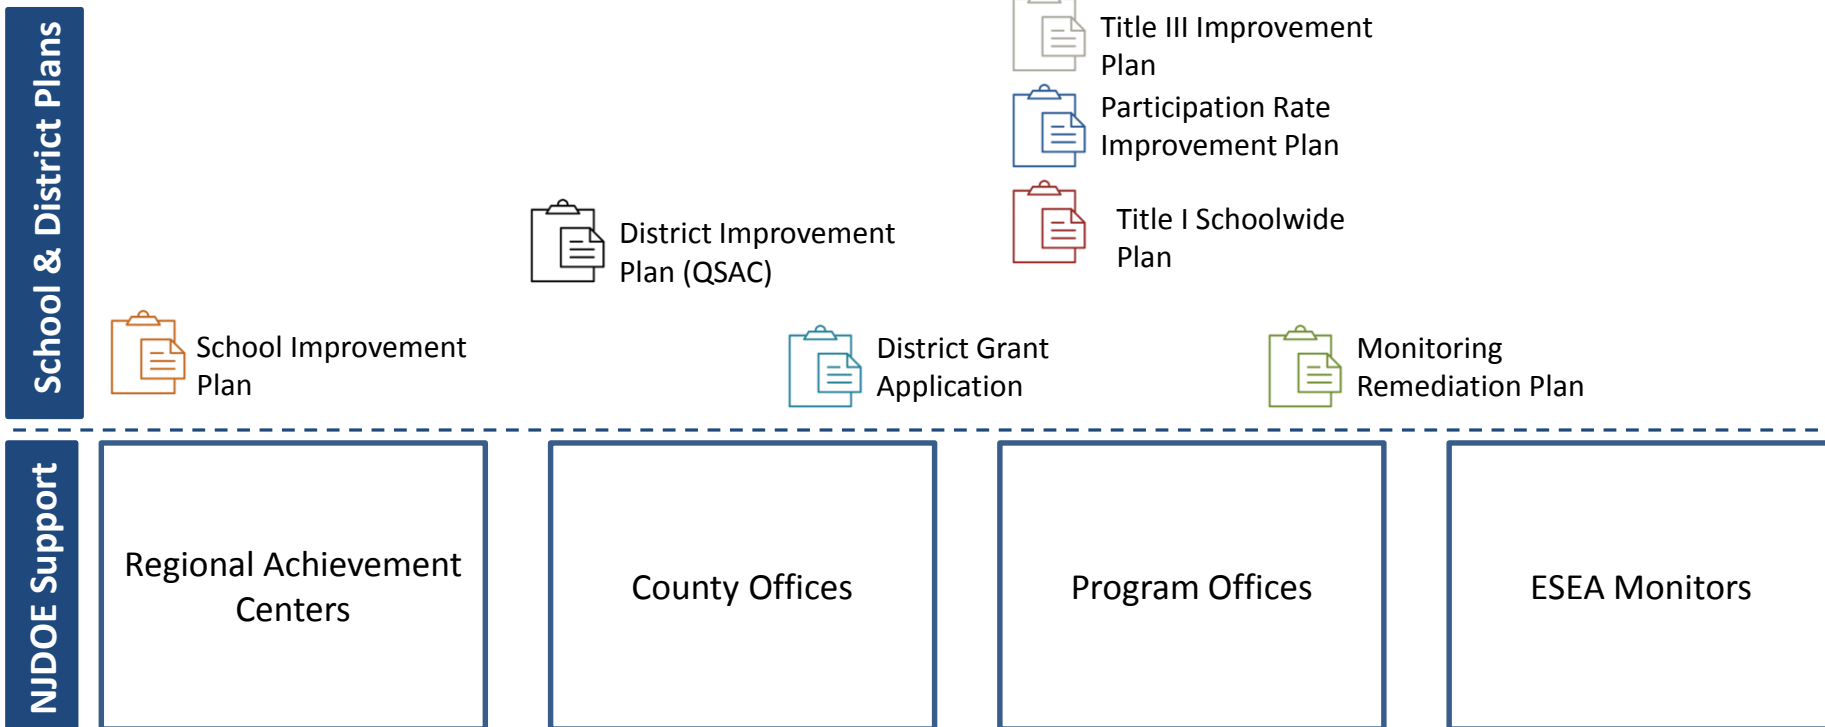 School & District Plans
Title III Improvement
Plan
Participation Rate
Improvement Plan
Title I Schoolwide
Plan
District Improvement
Plan (QSAC)
School Improvement
Plan
District Grant
Application
Monitoring
Remediation Plan
NJDOE Support
Regional Achievement
Centers
County Offices
Program Offices
ESEA Monitors